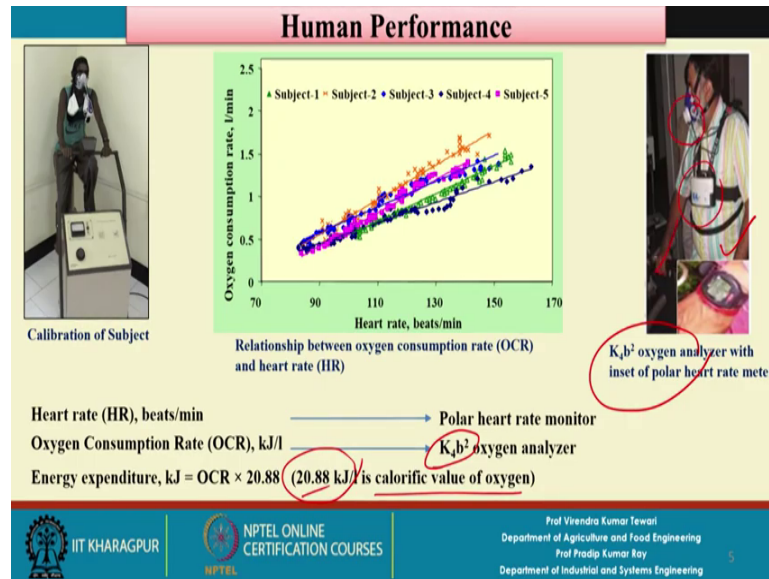 Human Performance
2.5
2
1.5
1
0.5
0
Oxygen consumption rate, l/min
Subject-1 Subject-2 Subject-3 Subject-4 Subject-5
70 90 110 130 150 170
Heart rate, beats/min
Calibration of Subject
Relationship between oxygen consumption rate (OCR)
and heart rate (HR)
K₄b² oxygen analyzer with
inset of polar heart rate mete
Heart rate (HR), beats/min Polar heart rate monitor
Oxygen Consumption Rate (OCR), kJ/l K₄b² oxygen analyzer
Energy expenditure, kJ = OCR × 20.88 (20.88 kJ/l is calorific value of oxygen)
IIT KHARAGPUR
NPTEL
NPTEL ONLINE
CERTIFICATION COURSES
Prof Virendra Kumar Tewari
Department of Agriculture and Food Engineering
Prof Pradip Kumar Ray
Department of Industrial and Systems Engineering
5